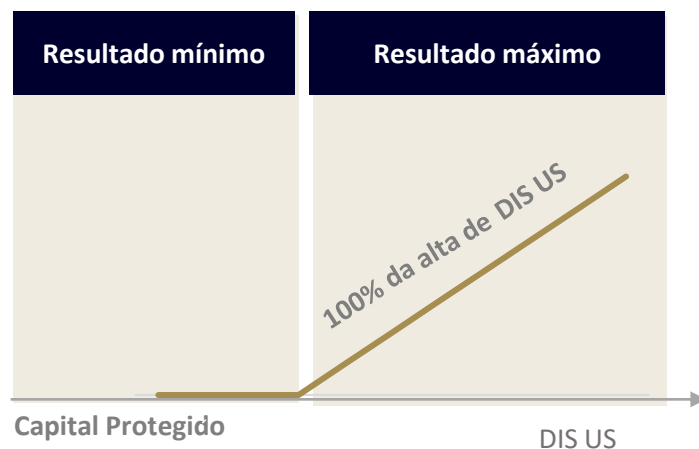 Resultado mínimo
Resultado máximo
100% da alta de DIS US
Capital Protegido
DIS US